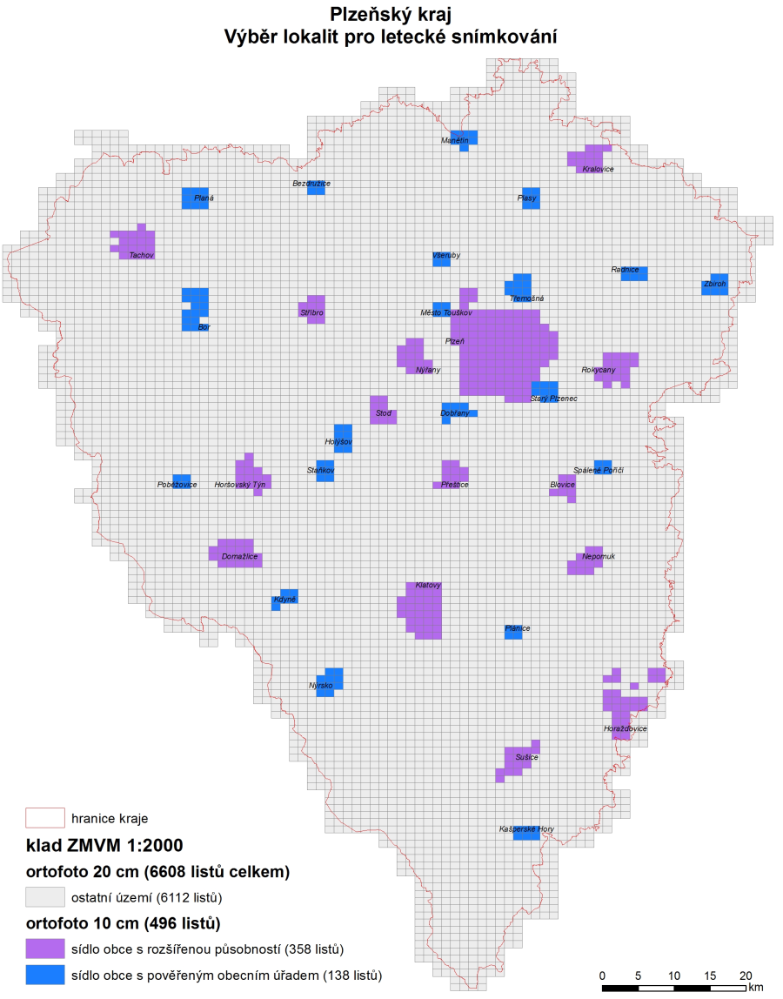 Plzeňský kraj
Výběr lokalit pro letecké snímkování
Manětín
Kralovice
Bezdružice
Planá
Plasy
Tachov
Všeruby
Radnice
Zbiroh
Třemošná
Stříbro
Město Touškov
Bor
Plzeň
Nýřany
Rokycany
Starý Plzenec
Stod
Dobřany
Holýšov
Staňkov
Spálené Poříčí
Poběžovice
Horšovský Týn
Přeštice
Blovice
Domažlice
Nepomuk
Klatovy
Kdyně
Plánice
Nýrsko
Horažďovice
Sušice
Kašperské Hory
hranice kraje
klad ZMVM 1:2000
ortofoto 20 cm (6608 listů celkem)
ostatní území (6112 listů)
ortofoto 10 cm (496 listů)
sídlo obce s rozšířenou působností (358 listů)
sídlo obce s pověřeným obecním úřadem (138 listů)
0 5 10 15 20
km